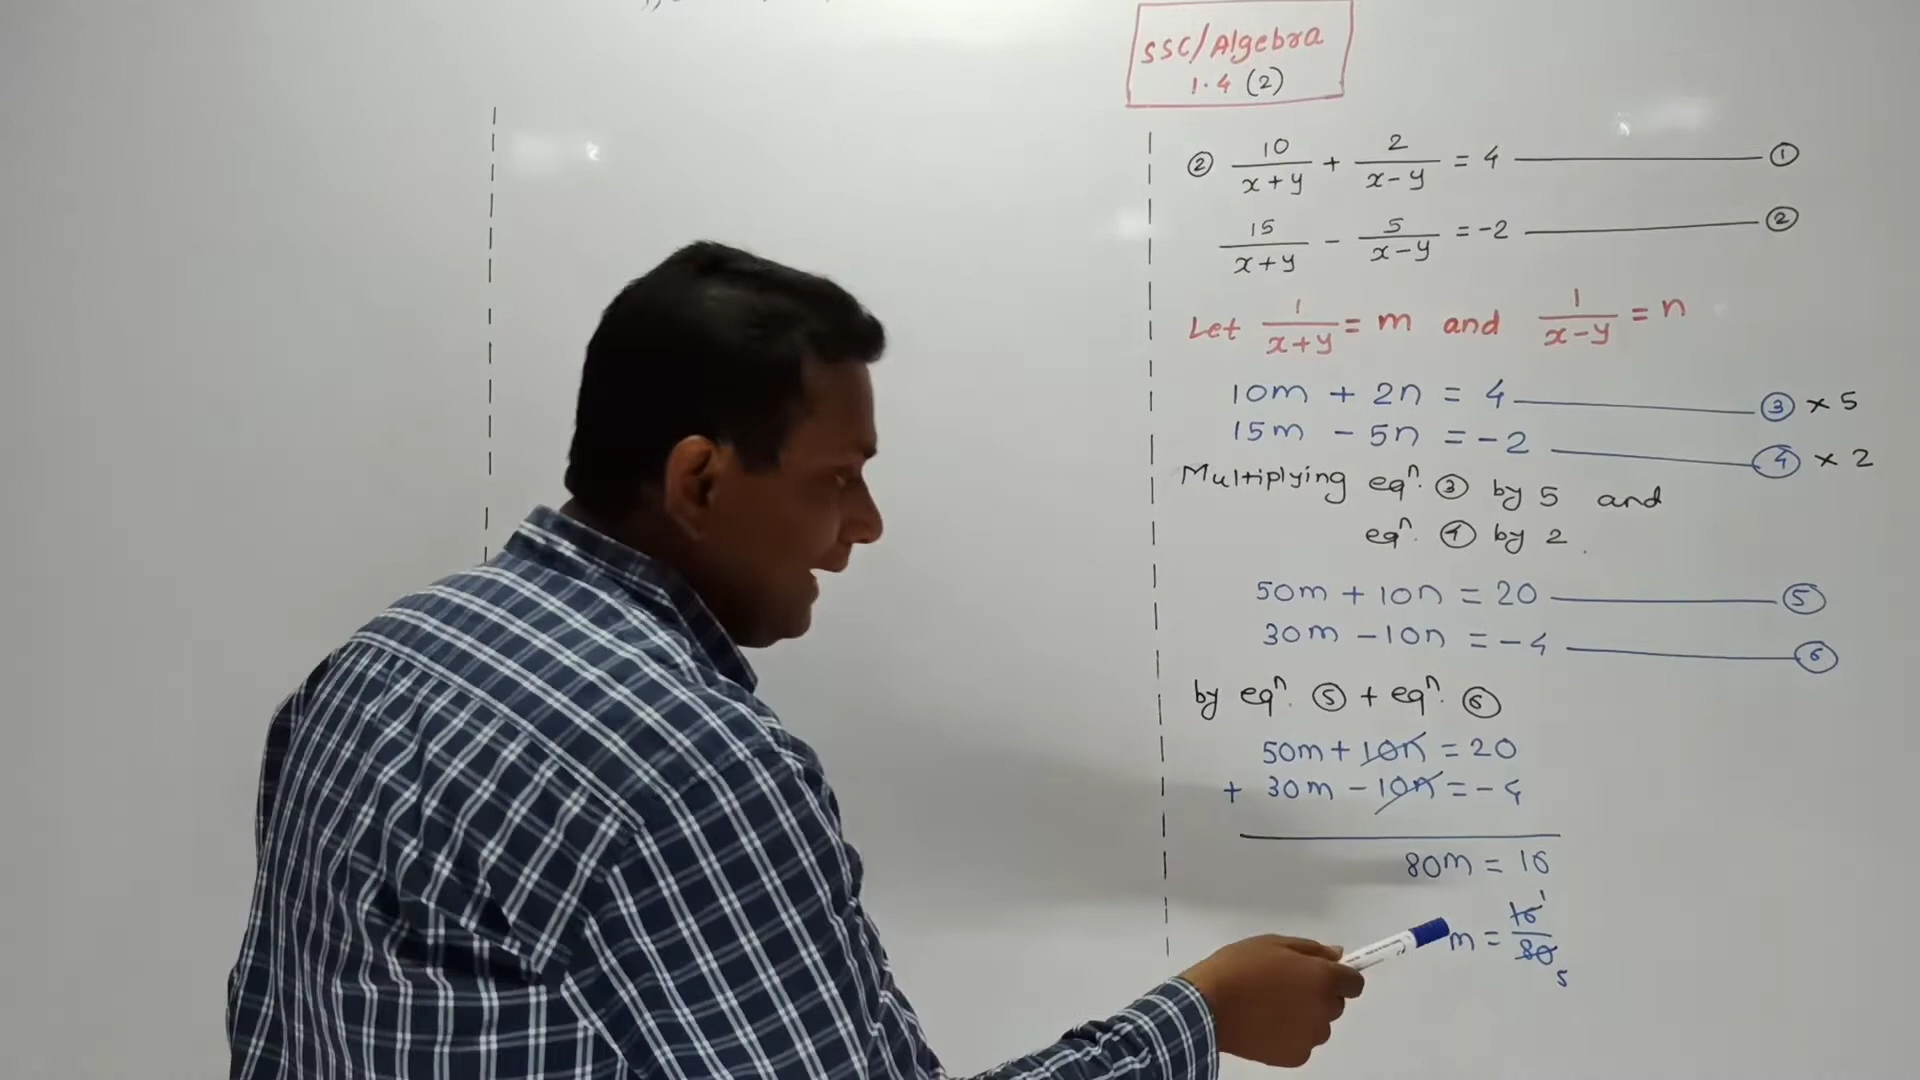 SSC/Algebra
1.4 (2)
② 10/(x+y) + 2/(x-y) = 4 ——— ①
15/(x+y) - 5/(x-y) = -2 ——— ②
Let 1/(x+y) = m and 1/(x-y) = n
10m + 2n = 4 ——— ③ × 5
15m - 5n = -2 ——— ④ × 2
Multiplying eqⁿ. ③ by 5 and
eqⁿ. ④ by 2.
50m + 10n = 20 ——— ⑤
30m - 10n = -4 ——— ⑥
by eqⁿ. ⑤ + eqⁿ. ⑥
50m + 10n = 20
+ 30m - 10n = -4
80m = 16
m = 16/80 1 5